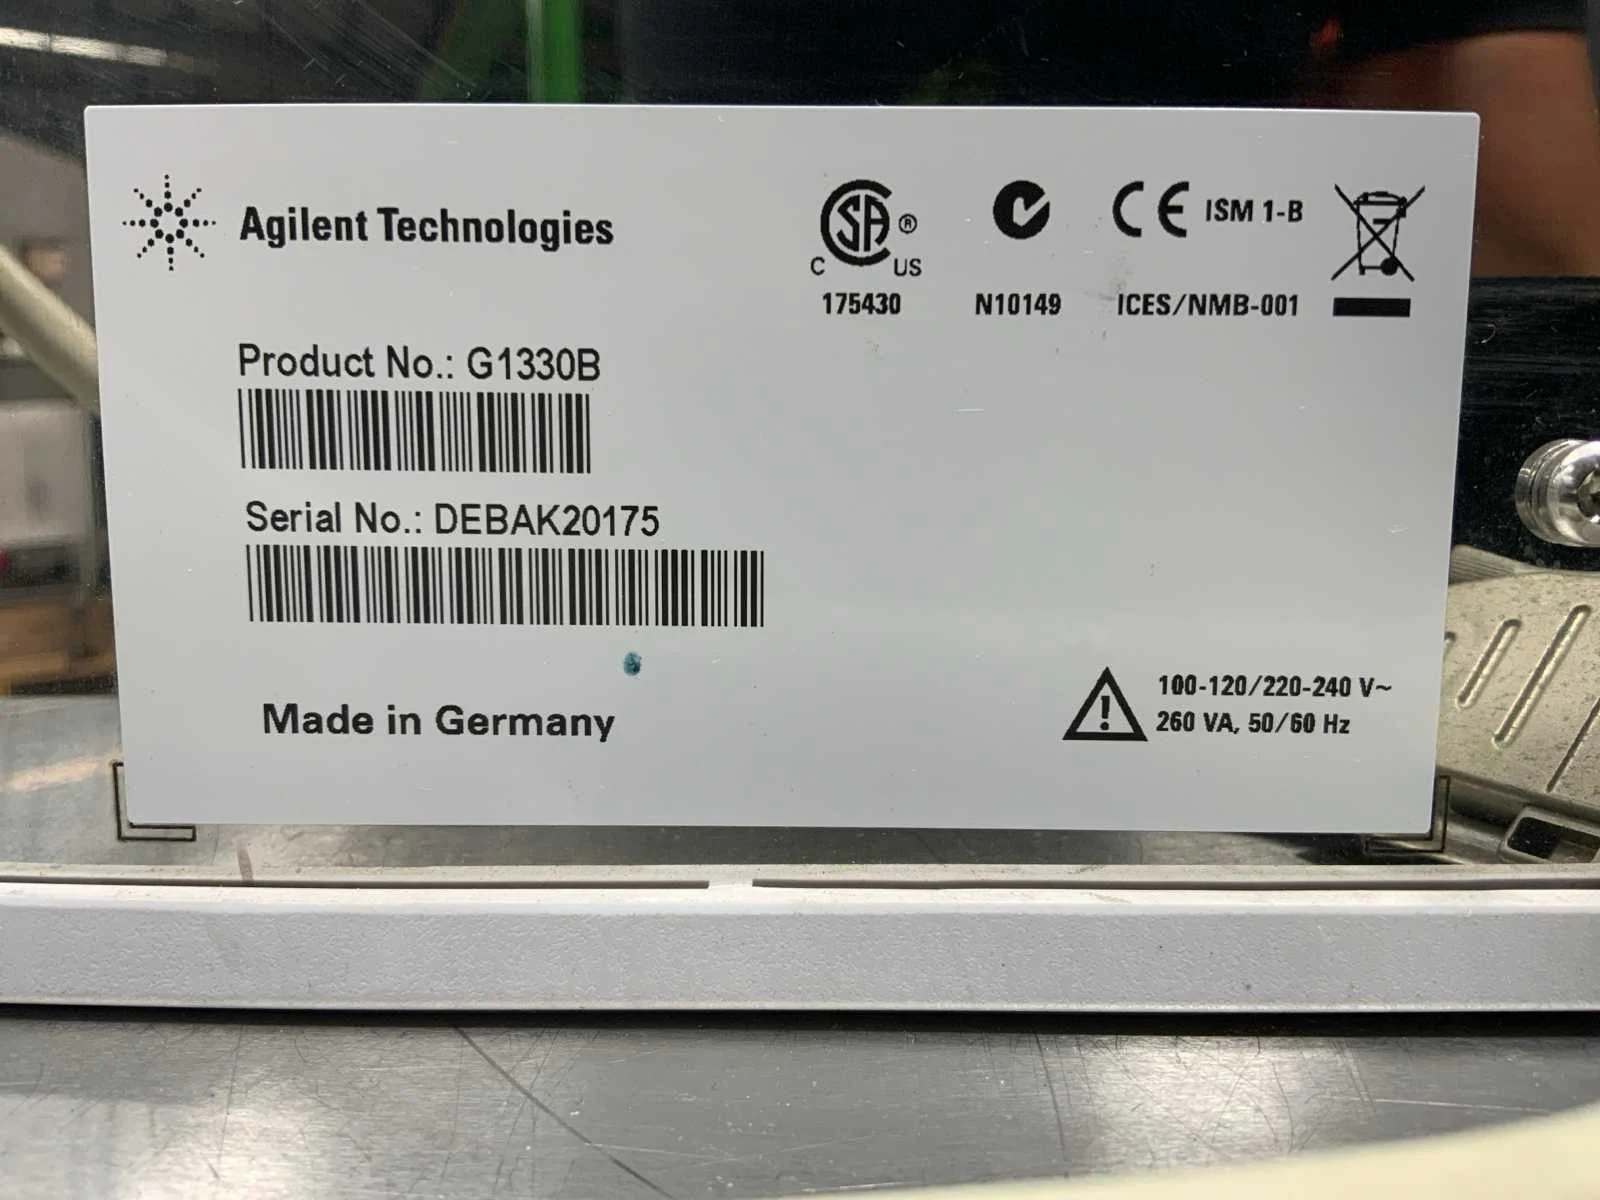 Agilent Technologies
C SA ® US
175430
N10149
CE ISM 1-B
ICES/NMB-001
Product No.: G1330B
Serial No.: DEBAK20175
Made in Germany
100-120/220-240 V~
260 VA, 50/60 Hz